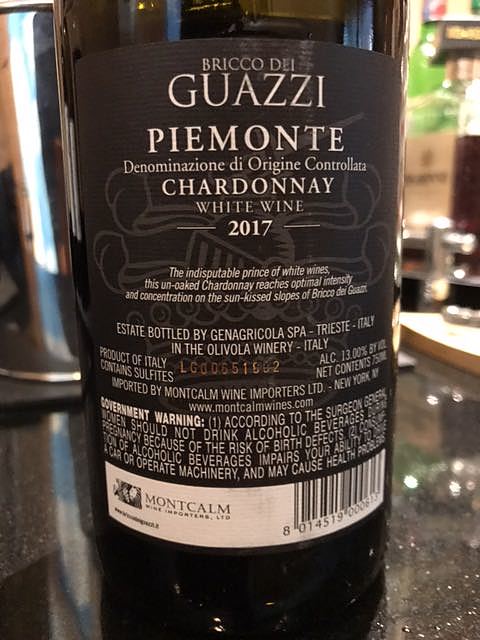 BRICCO DEI
GUAZZI
PIEMONTE
Denominazione di Origine Controllata
CHARDONNAY
WHITE WINE
2017
The indisputable prince of white wines,
this un-oaked Chardonnay reaches optimal intensity
and concentration on the sun-kissed slopes of Bricco dei Guazzi.
ESTATE BOTTLED BY GENAGRICOLA SPA - TRIESTE - ITALY
IN THE OLIVOLA WINERY - ITALY
PRODUCT OF ITALY
CONTAINS SULFITES
ALC. 13.00% BY VOL
NET CONTENTS 750ML
IMPORTED BY MONTCALM WINE IMPORTERS LTD. - NEW YORK, NY
www.montcalmwines.com
GOVERNMENT WARNING: (1) ACCORDING TO THE SURGEON GENERAL,
WOMEN SHOULD NOT DRINK ALCOHOLIC BEVERAGES DURING
PREGNANCY BECAUSE OF THE RISK OF BIRTH DEFECTS. (2) CONSUMP-
TION OF ALCOHOLIC BEVERAGES IMPAIRS YOUR ABILITY TO DRIVE
A CAR OR OPERATE MACHINERY, AND MAY CAUSE HEALTH PROBLEMS
MONTCALM
WINE IMPORTERS, LTD
www.briccodeiguazzi.it
8 014519 000613